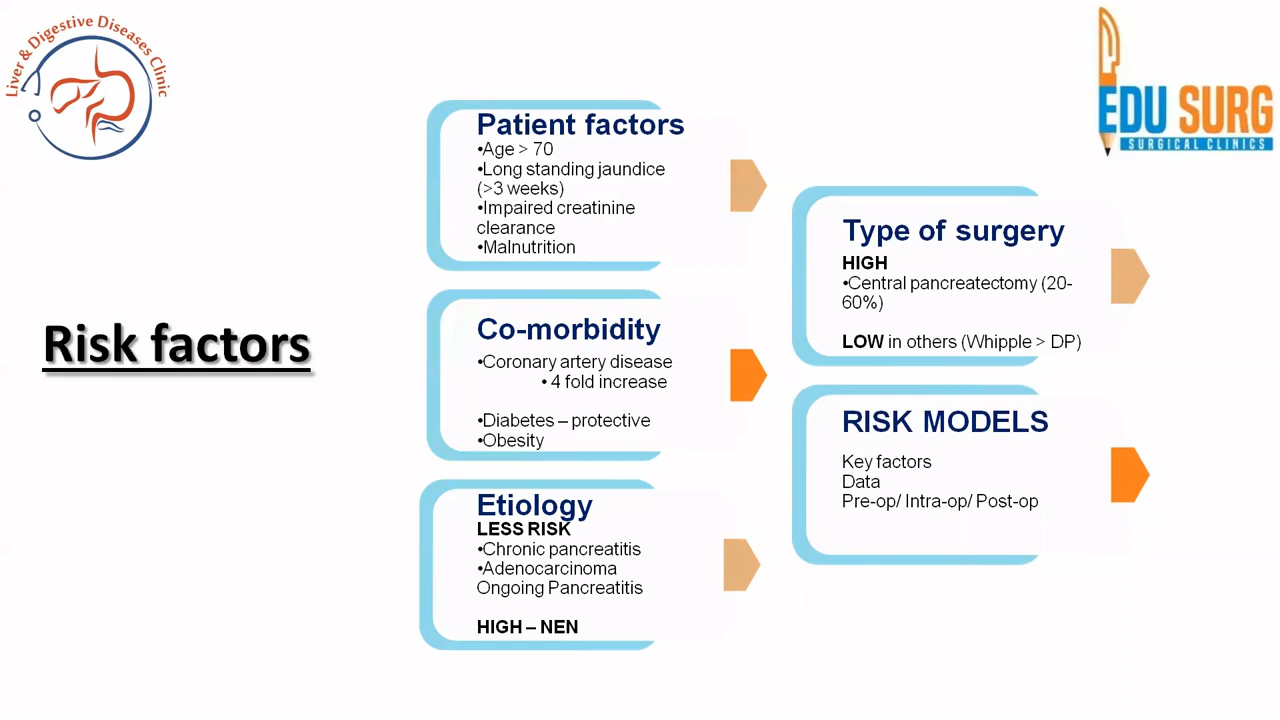 Liver & Digestive Diseases Clinic
EDU SURG
SURGICAL CLINICS
Risk factors
Patient factors
•Age > 70
•Long standing jaundice
(>3 weeks)
•Impaired creatinine
clearance
•Malnutrition
Co-morbidity
•Coronary artery disease
• 4 fold increase
•Diabetes – protective
•Obesity
Etiology
LESS RISK
•Chronic pancreatitis
•Adenocarcinoma
Ongoing Pancreatitis
HIGH – NEN
Type of surgery
HIGH
•Central pancreatectomy (20-
60%)
LOW in others (Whipple > DP)
RISK MODELS
Key factors
Data
Pre-op/ Intra-op/ Post-op